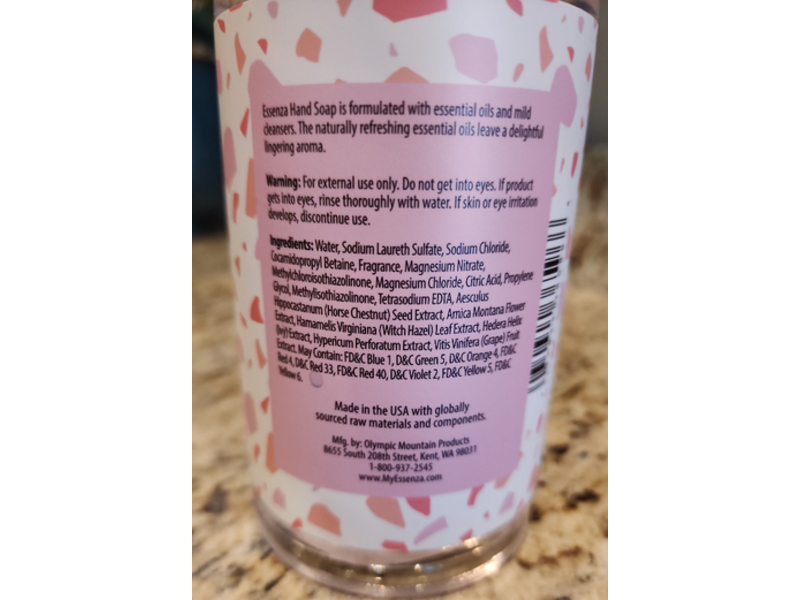 Essenza Hand Soap is formulated with essential oils and mild
cleansers. The naturally refreshing essential oils leave a delightful
lingering aroma.
Warning: For external use only. Do not get into eyes. If product
gets into eyes, rinse thoroughly with water. If skin or eye irritation
develops, discontinue use.
Ingredients: Water, Sodium Laureth Sulfate, Sodium Chloride,
Cocamidopropyl Betaine, Fragrance, Magnesium Nitrate,
Methylchloroisothiazolinone, Magnesium Chloride, Citric Acid, Propylene
Glycol, Methylisothiazolinone, Tetrasodium EDTA, Aesculus
Hippocastanum (Horse Chestnut) Seed Extract, Arnica Montana Flower
Extract, Hamamelis Virginiana (Witch Hazel) Leaf Extract, Hedera Helix
(Ivy) Extract, Hypericum Perforatum Extract, Vitis Vinifera (Grape) Fruit
Extract. May Contain: FD&C Blue 1, D&C Green 5, D&C Orange 4, FD&C
Red 4, D&C Red 33, FD&C Red 40, D&C Violet 2, FD&C Yellow 5, FD&C
Yellow 6.
Made in the USA with globally
sourced raw materials and components.
Mfg. by: Olympic Mountain Products
8655 South 208th Street, Kent, WA 98031
1-800-937-2545
www.MyEssenza.com